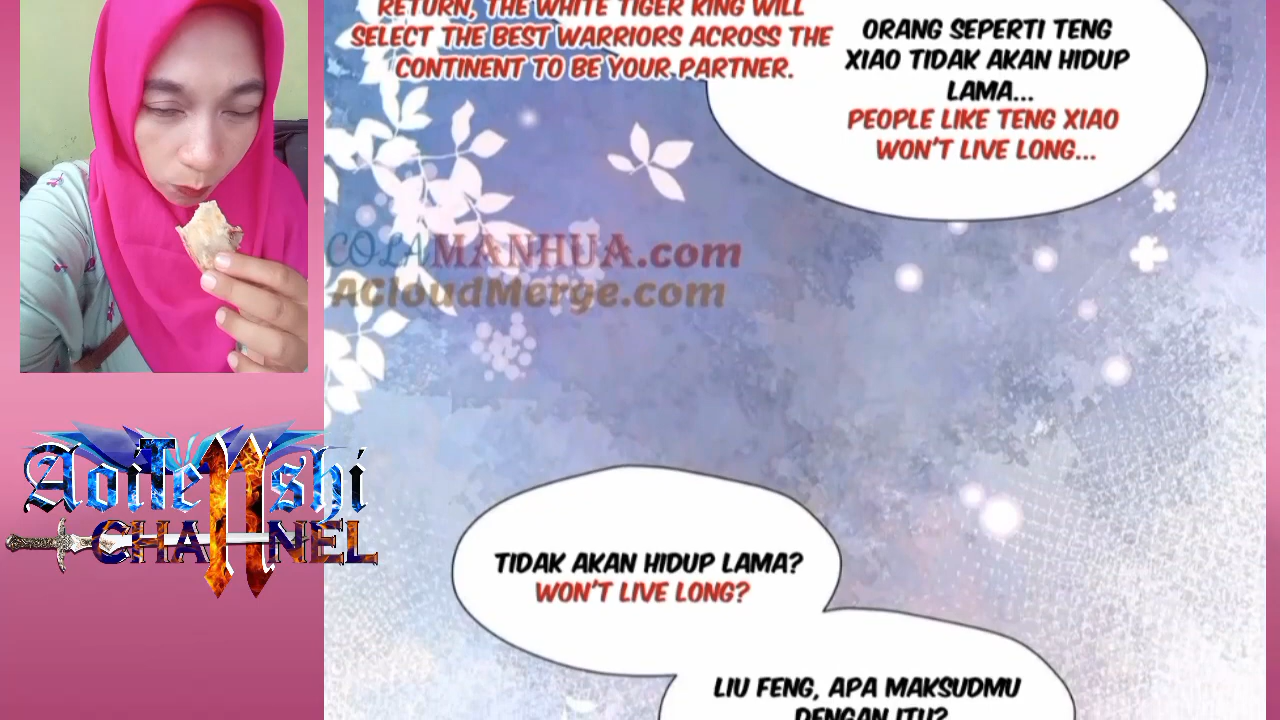 RETURN, THE WHITE TIGER KING WILL
SELECT THE BEST WARRIORS ACROSS THE
CONTINENT TO BE YOUR PARTNER.
ORANG SEPERTI TENG
XIAO TIDAK AKAN HIDUP
LAMA...
PEOPLE LIKE TENG XIAO
WON'T LIVE LONG...
COLAMANHUA.com
ACloudMerge.com
AoiTenshi
CHANNEL
TIDAK AKAN HIDUP LAMA?
WON'T LIVE LONG?
LIU FENG, APA MAKSUDMU
DENGAN ITU?